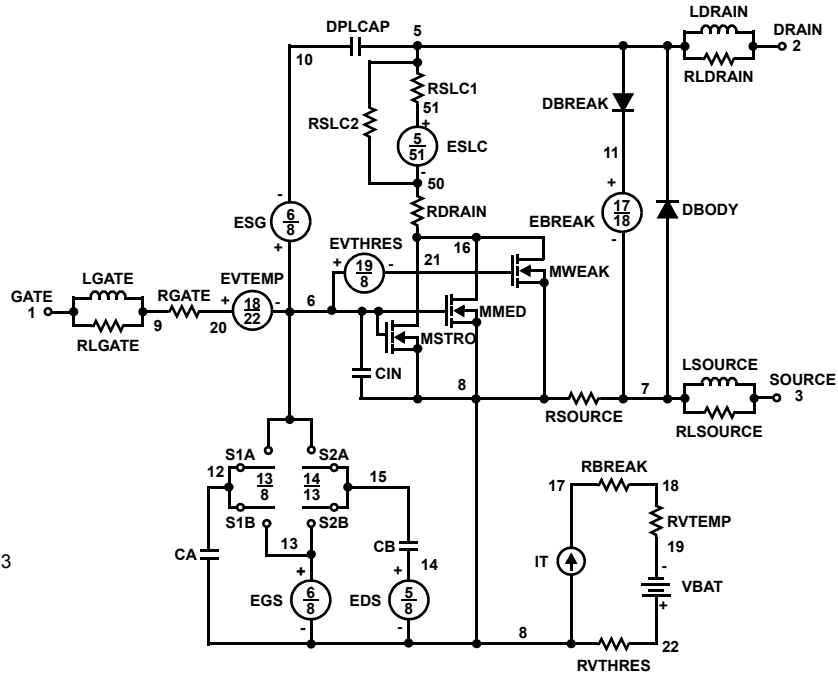 LDRAIN
DPLCAP 5 DRAIN
10 2
RSLC1 RLDRAIN
51 DBREAK
RSLC2 +
5
51 ESLC
- 11
50
- +
RDRAIN 17
18
6
8 ESG EBREAK DBODY
+ EVTHRES 16 -
+ 19
8 - 21 MWEAK
LGATE EVTEMP
GATE RGATE + 18
22 - 6 MMED
1 9 20
RLGATE MSTRO
CIN LSOURCE
8 7 SOURCE
3
RSOURCE RLSOURCE
S1A S2A RBREAK
12 13
8 14
13 15 17 18
RVTEMP
S1B S2B
13 CB 19
CA 14 IT -
+ + VBAT
EGS 6
8 EDS 5
8 +
- - 8 22
RVTHRES
3